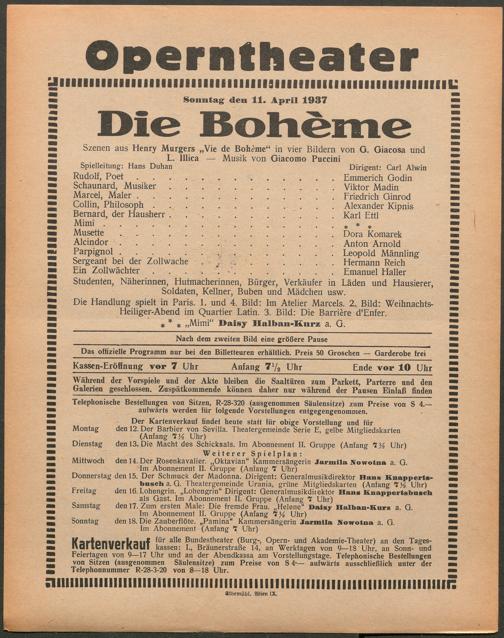 Operntheater
Sonntag den 11. April 1937
Die Bohème
Szenen aus Henry Murgers „Vie de Bohème“ in vier Bildern von G. Giacosa und
L. Illica — Musik von Giacomo Puccini
Spielleitung: Hans Duhan Dirigent: Carl Alwin
Rudolf, Poet . . . . . . . . . . Emmerich Godin
Schaunard, Musiker . . . . . . . . . . Viktor Madin
Marcel, Maler . . . . . . . . . . Friedrich Ginrod
Collin, Philosoph . . . . . . . . . . Alexander Kipnis
Bernard, der Hausherr . . . . . . . . . . Karl Ettl
Mimi . . . . . . . . . . * * *
Musette . . . . . . . . . . Dora Komarek
Alcindor . . . . . . . . . . Anton Arnold
Parpignol . . . . . . . . . . Leopold Männling
Sergeant bei der Zollwache . . . . . . . . . . Hermann Reich
Ein Zollwächter . . . . . . . . . . Emanuel Haller
Studenten, Näherinnen, Hutmacherinnen, Bürger, Verkäufer in Läden und Hausierer,
Soldaten, Kellner, Buben und Mädchen usw.
Die Handlung spielt in Paris. 1. und 4. Bild: Im Atelier Marcels. 2. Bild: Weihnachts-
Heiliger-Abend im Quartier Latin. 3. Bild: Die Barrière d'Enfer.
* * * „Mimi“ Daisy Halban-Kurz a. G.
Nach dem zweiten Bild eine größere Pause
Das offizielle Programm nur bei den Billetteuren erhältlich. Preis 50 Groschen — Garderobe frei
Kassen-Eröffnung vor 7 Uhr Anfang 7½ Uhr Ende vor 10 Uhr
Während der Vorspiele und der Akte bleiben die Saaltüren zum Parkett, Parterre und den
Galerien geschlossen. Zuspätkommende können daher nur während der Pausen Einlaß finden
Telephonische Bestellungen von Sitzen, R-28-320 (ausgenommen Säulensitze) zum Preise von S 4.—
aufwärts werden für folgende Vorstellungen entgegengenommen.
Der Kartenverkauf findet heute statt für obige Vorstellung und für
Montag den 12. Der Barbier von Sevilla. Theatergemeinde Serie E, gelbe Mitgliedskarten
(Anfang 7½ Uhr)
Dienstag den 13. Die Macht des Schicksals. Im Abonnement II. Gruppe (Anfang 7½ Uhr)
Weiterer Spielplan:
Mittwoch den 14. Der Rosenkavalier. „Oktavian“ Kammersängerin Jarmila Novotna a. G.
Im Abonnement II. Gruppe (Anfang 7 Uhr)
Donnerstag den 15. Der Schmuck der Madonna. Dirigent: Generalmusikdirektor Hans Knapperts-
busch a. G. Theatergemeinde Urania, grüne Mitgliedskarten (Anfang 7½ Uhr)
Freitag den 16. Lohengrin. „Lohengrin“ Dirigent: Generalmusikdirektor Hans Knappertsbusch
als Gast. Im Abonnement II. Gruppe (Anfang 7 Uhr)
Samstag den 17. Zum ersten Male: Die fremde Frau. „Helene“ Daisy Halban-Kurz a. G.
Im Abonnement II. Gruppe (Anfang 7½ Uhr)
Sonntag den 18. Die Zauberflöte. „Pamina“ Kammersängerin Jarmila Novotna a. G.
Im Abonnement (Anfang 7 Uhr)
Kartenverkauf für alle Bundestheater (Burg-, Opern- und Akademie-Theater) an den Tages-
kassen: I., Bräunerstraße 14, an Werktagen von 9—18 Uhr, an Sonn- und
Feiertagen von 9—17 Uhr und an der Abendkassa am Vorstellungstage. Telephonische Bestellungen
von Sitzen (ausgenommen Säulensitze) zum Preise von S 4·— aufwärts ausschließlich unter der
Telephonnummer R-28-3-20 von 8—18 Uhr.
Elbemühl, Wien IX.